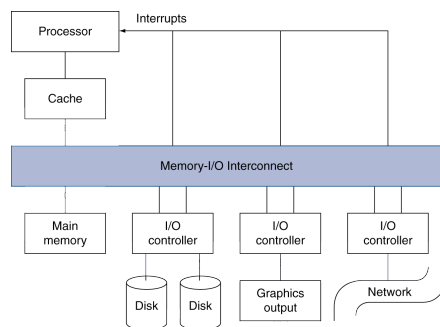 Interrupts
Processor
Cache
Memory-I/O Interconnect
Main
memory
I/O
controller
I/O
controller
I/O
controller
Disk
Disk
Graphics
output
Network